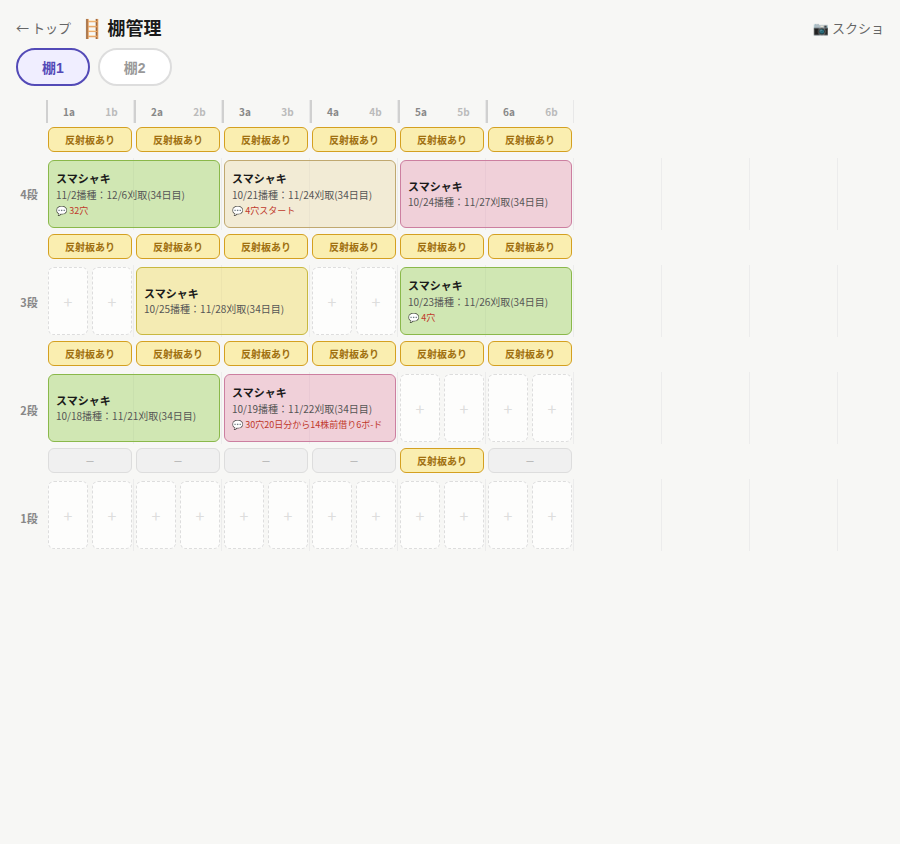 ← トップ 🪜 棚管理 📷 スクショ
棚1 棚2
1a 1b 2a 2b 3a 3b 4a 4b 5a 5b 6a 6b
反射板あり 反射板あり 反射板あり 反射板あり 反射板あり 反射板あり
4段
スマシャキ
11/2播種：12/6刈取(34日目)
💬 32穴
スマシャキ
10/21播種：11/24刈取(34日目)
💬 4穴スタート
スマシャキ
10/24播種：11/27刈取(34日目)
反射板あり 反射板あり 反射板あり 反射板あり 反射板あり 反射板あり
3段
+ +
スマシャキ
10/25播種：11/28刈取(34日目)
+ +
スマシャキ
10/23播種：11/26刈取(34日目)
💬 4穴
反射板あり 反射板あり 反射板あり 反射板あり 反射板あり 反射板あり
2段
スマシャキ
10/18播種：11/21刈取(34日目)
スマシャキ
10/19播種：11/22刈取(34日目)
💬 30穴20日分から14株前借り6ボ-ド
+ + + +
— — — — 反射板あり —
1段
+ + + + + + + + + + + +